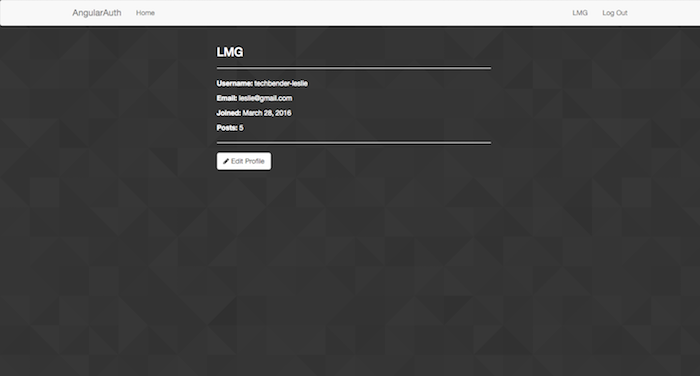 AngularAuth Home LMG Log Out
LMG
Username: techbender-leslie
Email: leslie@gmail.com
Joined: March 28, 2016
Posts: 5
Edit Profile